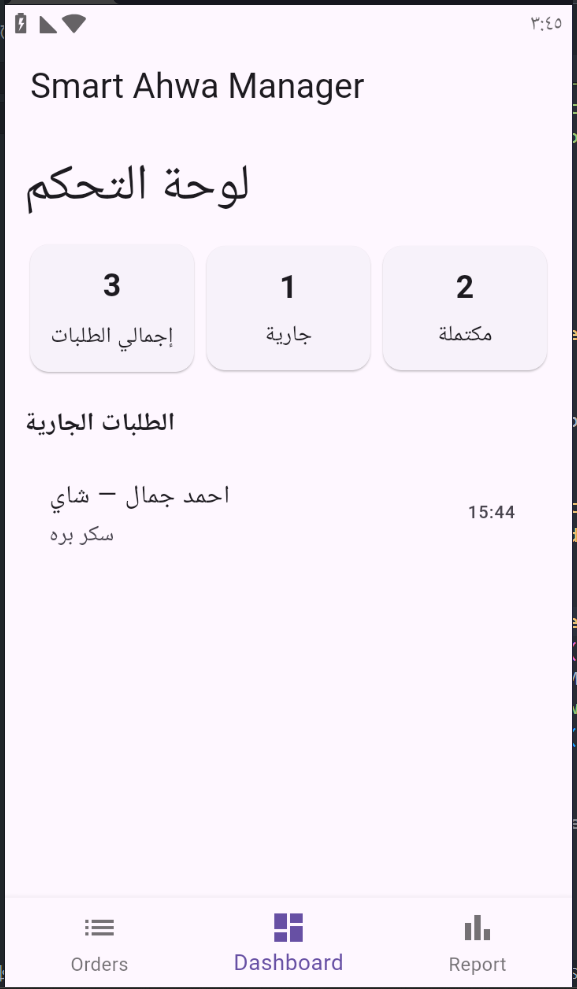 ٣:٤٥
Smart Ahwa Manager
لوحة التحكم
3
إجمالي الطلبات
1
جارية
2
مكتملة
الطلبات الجارية
احمد جمال — شاي
سكر بره
15:44
Orders
Dashboard
Report